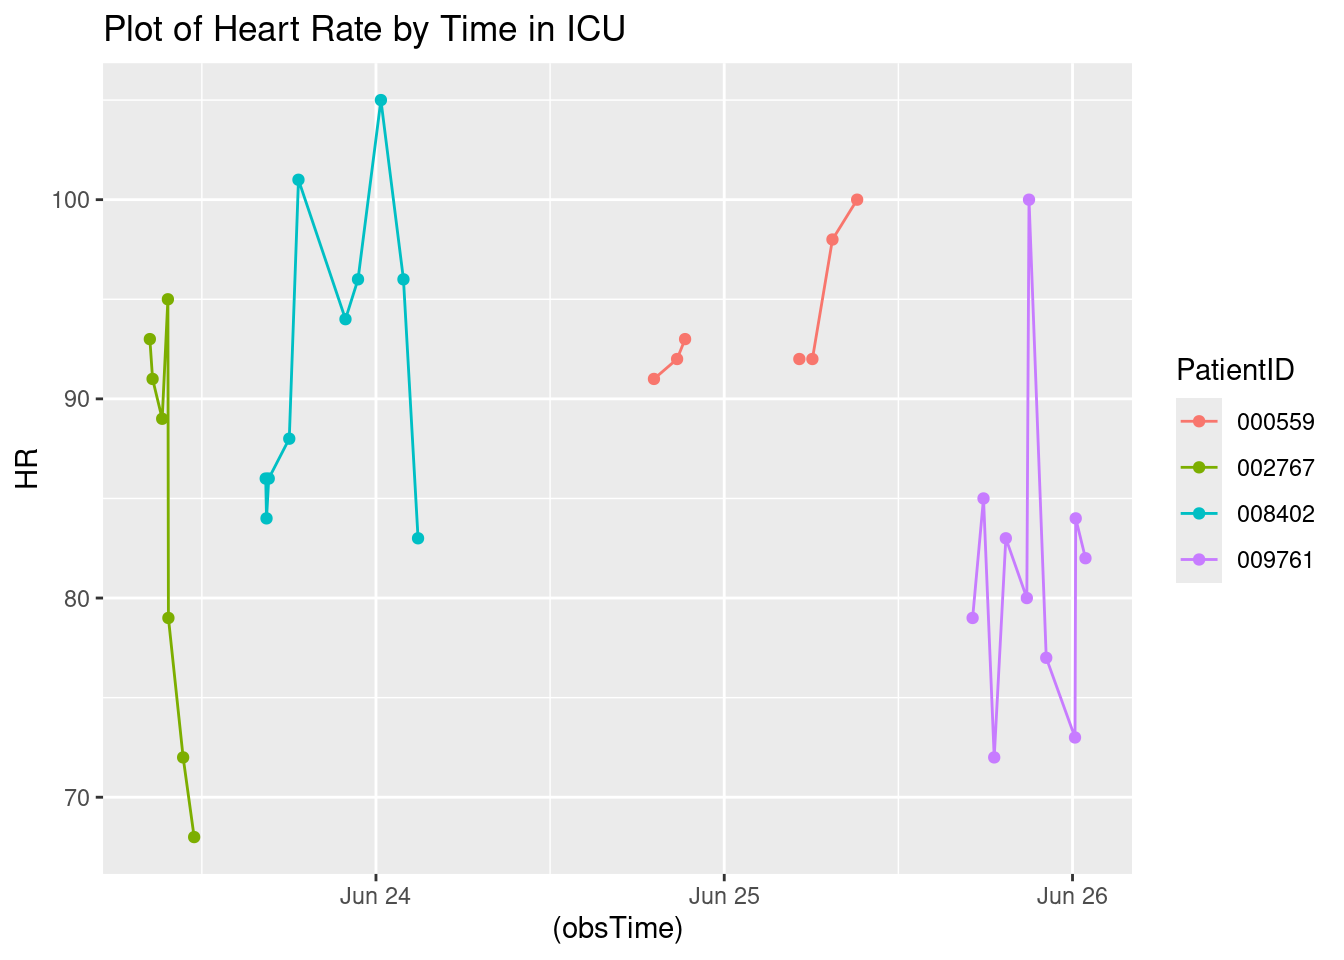 Plot of Heart Rate by Time in ICU
100
90
80
70
HR
Jun 24
Jun 25
Jun 26
(obsTime)
PatientID
000559
002767
008402
009761